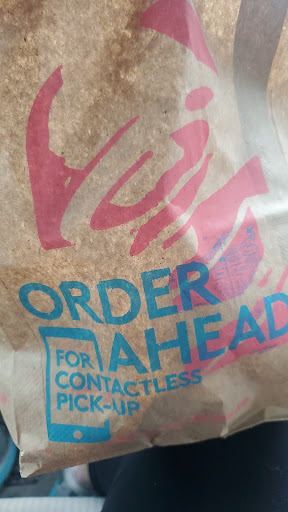 ORDER
AHEAD
FOR
CONTACTLESS
PICK-UP